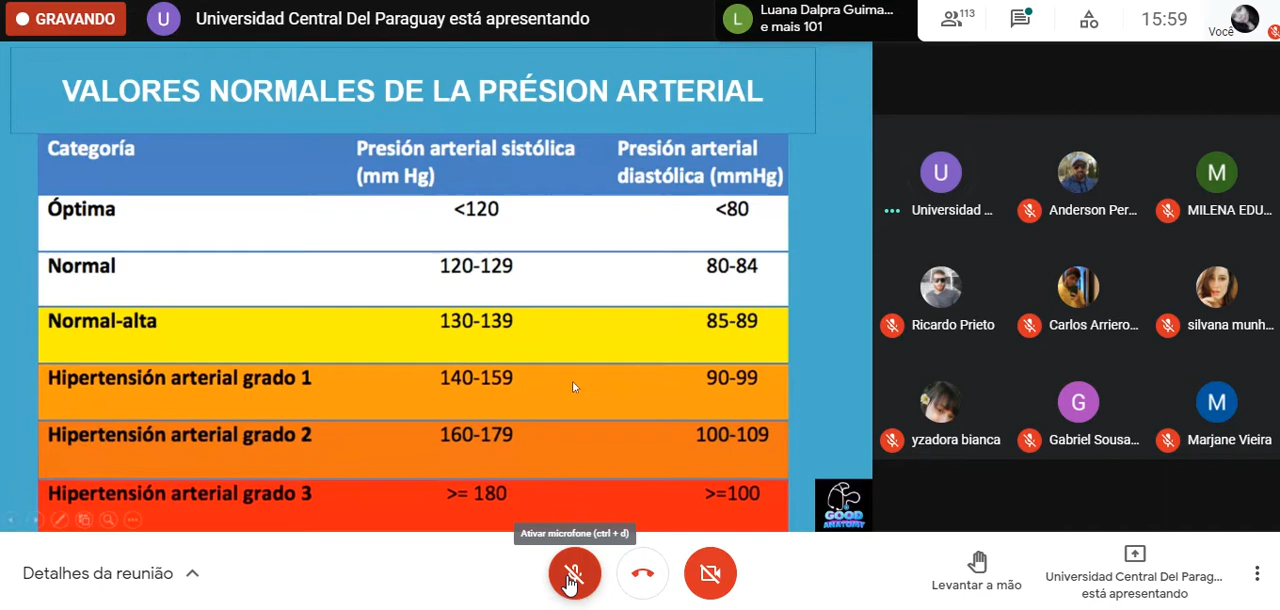 GRAVANDO
U
Universidad Central Del Paraguay está apresentando
L
Luana Dalpra Guima...
e mais 101
113
15:59
Você
VALORES NORMALES DE LA PRÉSION ARTERIAL
Categoría Presión arterial sistólica Presión arterial
(mm Hg) diastólica (mmHg)
Óptima <120 <80
Normal 120-129 80-84
Normal-alta 130-139 85-89
Hipertensión arterial grado 1 140-159 90-99
Hipertensión arterial grado 2 160-179 100-109
Hipertensión arterial grado 3 >= 180 >=100
GOOD
ANATOMY
U M
Universidad ... Anderson Per... MILENA EDU...
Ricardo Prieto Carlos Arriero... silvana munh...
G M
yzadora bianca Gabriel Sousa... Marjane Vieira
Ativar microfone (ctrl + d)
Detalhes da reunião
Levantar a mão
Universidad Central Del Parag...
está apresentando